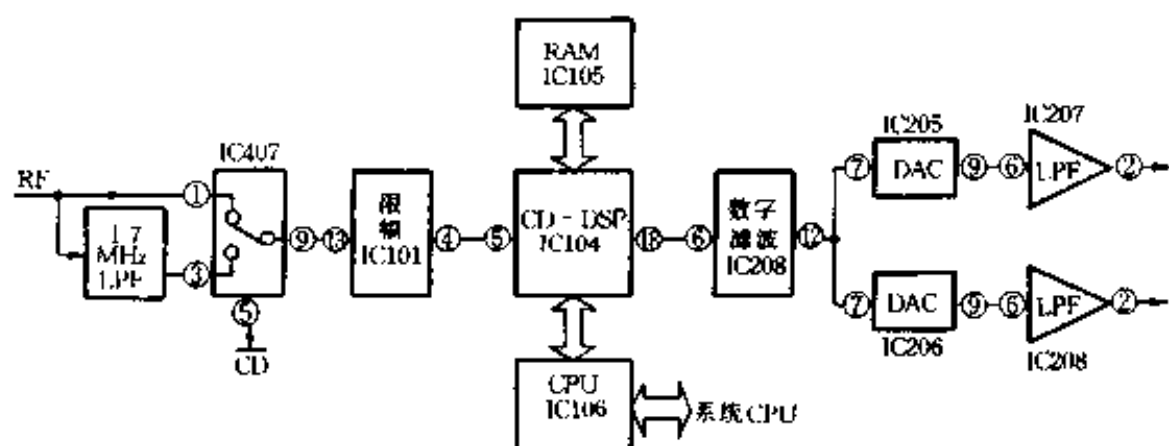 RAM
IC105
IC407
RF
①
1.7
MHz
LPF
③
⑤
CD
⑨
⑬
限
幅
IC101
④
⑤
CD-DSP
IC104
⑱
⑥
数字
滤波
IC208
⑫
IC205
⑦
DAC
⑨
⑥
IC207
LPF
②
⑦
DAC
IC206
⑨
⑥
LPF
IC208
②
CPU
IC106
系统CPU